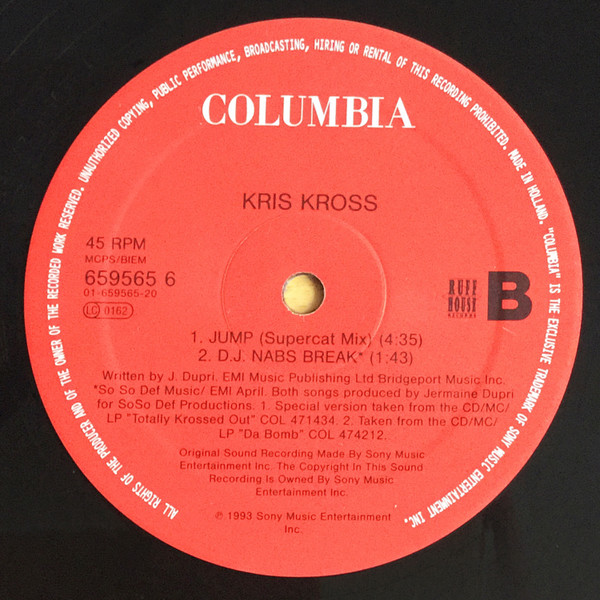 ALL RIGHTS OF THE PRODUCER AND OF THE OWNER OF THE RECORDED WORK RESERVED. UNAUTHORIZED COPYING, PUBLIC PERFORMANCE, BROADCASTING, HIRING OR RENTAL OF THIS RECORDING PROHIBITED. MADE IN HOLLAND. "COLUMBIA" IS THE EXCLUSIVE TRADEMARK OF SONY MUSIC ENTERTAINMENT INC.
COLUMBIA
KRIS KROSS
45 RPM
MCPS/BIEM
659565 6
01-659565-20
LC 0162
RUFF
HOUSE
RECORDS
B
1. JUMP (Supercat Mix) (4:35)
2. D.J. NABS BREAK* (1:43)
Written by J. Dupri. EMI Music Publishing Ltd Bridgeport Music Inc.
*So So Def Music/ EMI April. Both songs produced by Jermaine Dupri
for SoSo Def Productions. 1. Special version taken from the CD/MC/
LP "Totally Krossed Out" COL 471434. 2. Taken from the CD/MC/
LP "Da Bomb" COL 474212.
Original Sound Recording Made By Sony Music
Entertainment Inc. The Copyright In This Sound
Recording Is Owned By Sony Music
Entertainment Inc.
℗ 1993 Sony Music Entertainment
Inc.